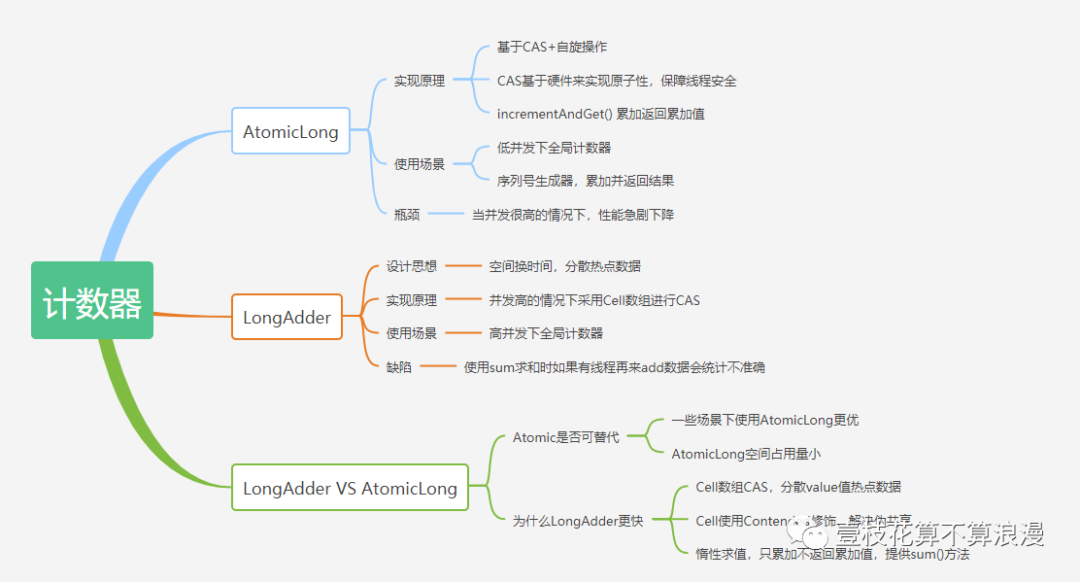 计数器
AtomicLong
实现原理
基于CAS+自旋操作
CAS基于硬件来实现原子性，保障线程安全
incrementAndGet() 累加返回累加值
使用场景
低并发下全局计数器
序列号生成器，累加并返回结果
瓶颈
当并发很高的情况下，性能急剧下降
LongAdder
设计思想
空间换时间，分散热点数据
实现原理
并发高的情况下采用Cell数组进行CAS
使用场景
高并发下全局计数器
缺陷
使用sum求和时如果有线程再来add数据会统计不准确
LongAdder VS AtomicLong
Atomic是否可替代
一些场景下使用AtomicLong更优
AtomicLong空间占用量小
为什么LongAdder更快
Cell数组CAS，分散value值热点数据
Cell使用Contended修饰，解决伪共享
惰性求值，只累加不返回累加值，提供sum()方法
壹枝花算不算浪漫